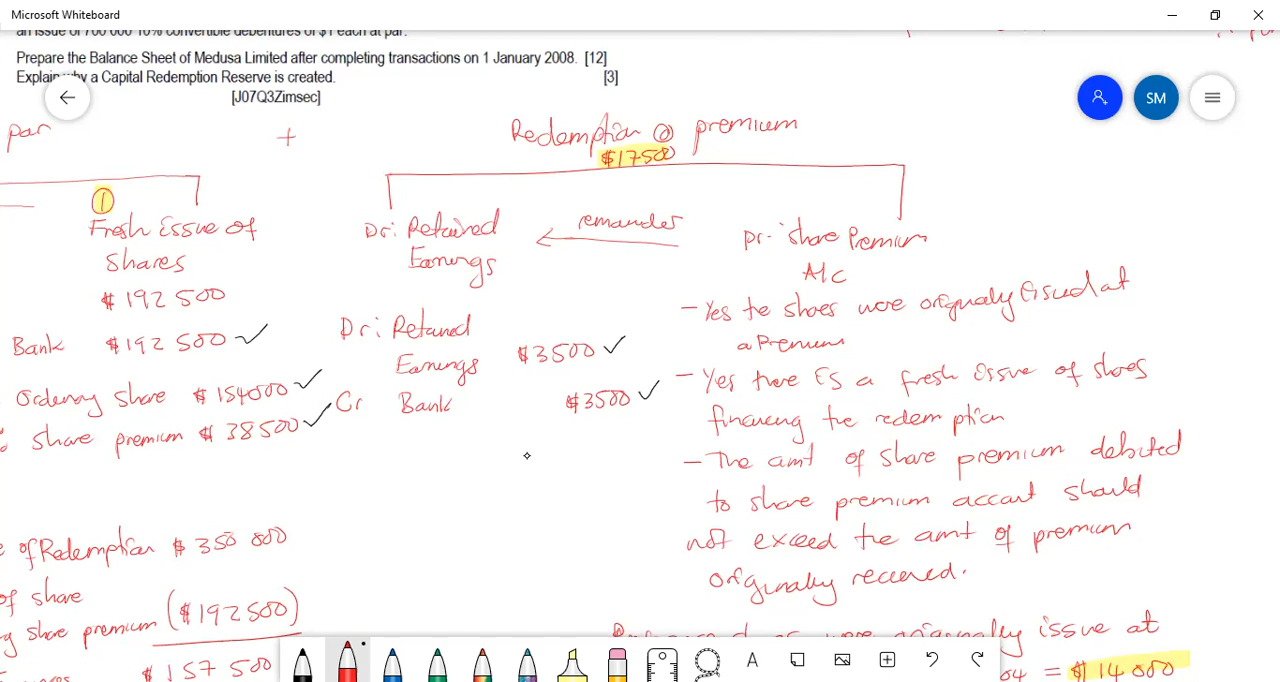 Microsoft Whiteboard
an issue of 700 000 10% convertible debentures of $1 each at par.
Prepare the Balance Sheet of Medusa Limited after completing transactions on 1 January 2008. [12]
Explain why a Capital Redemption Reserve is created. [3]
[J07Q3Zimsec]
SM
par + Redemption @ premium
$17500
1
Fresh issue of
Shares
$192 500
Dr: Retained
Earnings
remainder
Dr:- Share Premium
A/C
Bank $192 500
Ordenary share $154000
share premium $38500
Dr: Retained
Earnings $3500
Cr Bank $3500
- Yes the shares were originaly issued at
a Premium
- Yes there is a fresh issue of shares
financing the redemption
- The amt of share premium debited
to share premium account should
not exceed the amt of premium
originally received.
of Redemption $350 000
of share
share premium ($192 500)
$157 500
were originally issue at
= $14 000
A